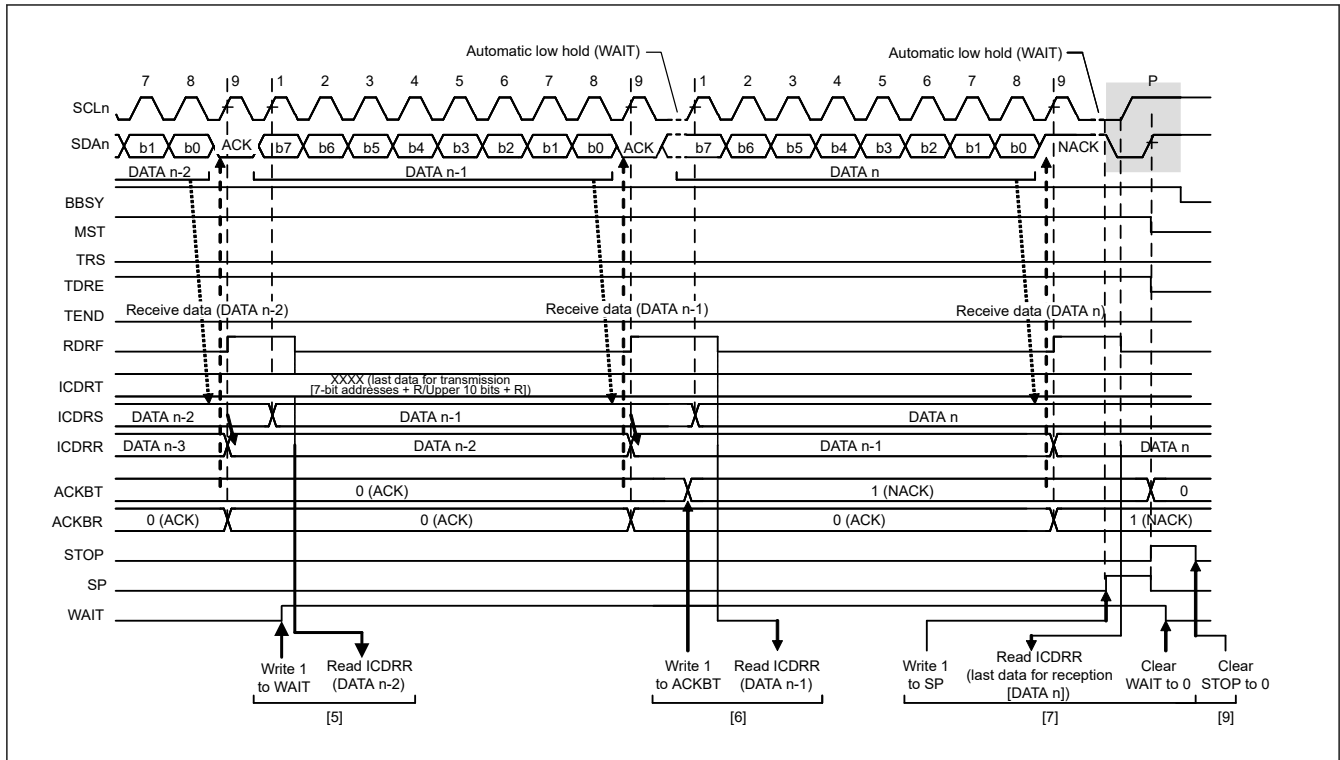 Automatic low hold (WAIT)
Automatic low hold (WAIT)
7 8 9 1 2 3 4 5 6 7 8 9 1 2 3 4 5 6 7 8 9 P
SCLn
SDAn b1 b0 ACK b7 b6 b5 b4 b3 b2 b1 b0 ACK b7 b6 b5 b4 b3 b2 b1 b0 NACK
DATA n-2 DATA n-1 DATA n
BBSY
MST
TRS
TDRE
Receive data (DATA n-2) Receive data (DATA n-1) Receive data (DATA n)
TEND
RDRF
XXXX (last data for transmission
ICDRT [7-bit addresses + R/Upper 10 bits + R])
ICDRS DATA n-2 DATA n-1 DATA n
ICDRR DATA n-3 DATA n-2 DATA n-1 DATA n
ACKBT 0 (ACK) 1 (NACK) 0
ACKBR 0 (ACK) 0 (ACK) 0 (ACK) 1 (NACK)
STOP
SP
WAIT
Write 1
to WAIT
Read ICDRR
(DATA n-2)
[5]
Write 1
to ACKBT
Read ICDRR
(DATA n-1)
[6]
Write 1
to SP
Read ICDRR
(last data for reception
[DATA n])
Clear
WAIT to 0
[7]
Clear
STOP to 0
[9]